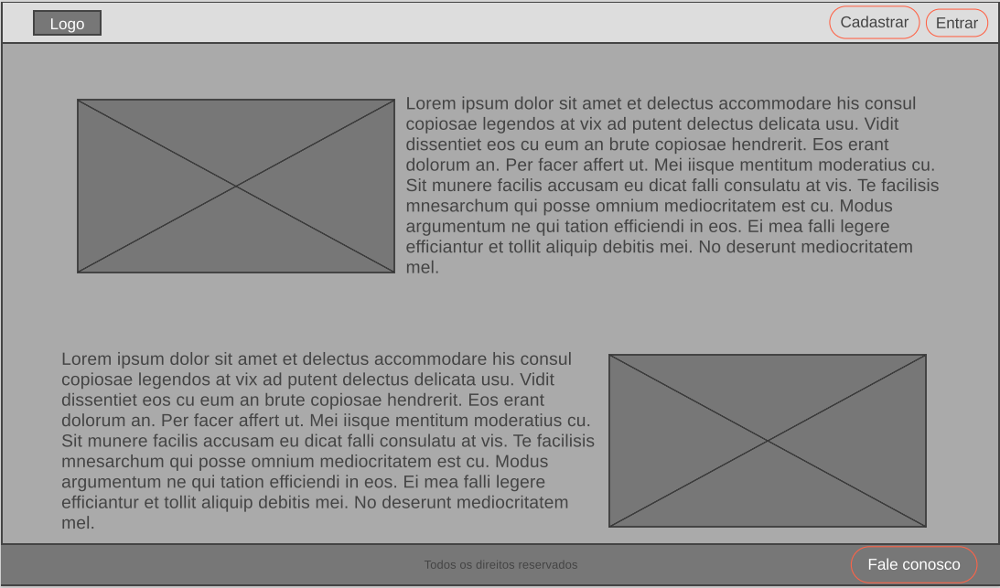 Logo
Cadastrar
Entrar
Lorem ipsum dolor sit amet et delectus accommodare his consul
copiosae legendos at vix ad putent delectus delicata usu. Vidit
dissentiet eos cu eum an brute copiosae hendrerit. Eos erant
dolorum an. Per facer affert ut. Mei iisque mentitum moderatius cu.
Sit munere facilis accusam eu dicat falli consulatu at vis. Te facilisis
mnesarchum qui posse omnium mediocritatem est cu. Modus
argumentum ne qui tation efficiendi in eos. Ei mea falli legere
efficiantur et tollit aliquip debitis mei. No deserunt mediocritatem
mel.
Lorem ipsum dolor sit amet et delectus accommodare his consul
copiosae legendos at vix ad putent delectus delicata usu. Vidit
dissentiet eos cu eum an brute copiosae hendrerit. Eos erant
dolorum an. Per facer affert ut. Mei iisque mentitum moderatius cu.
Sit munere facilis accusam eu dicat falli consulatu at vis. Te facilisis
mnesarchum qui posse omnium mediocritatem est cu. Modus
argumentum ne qui tation efficiendi in eos. Ei mea falli legere
efficiantur et tollit aliquip debitis mei. No deserunt mediocritatem
mel.
Todos os direitos reservados
Fale conosco